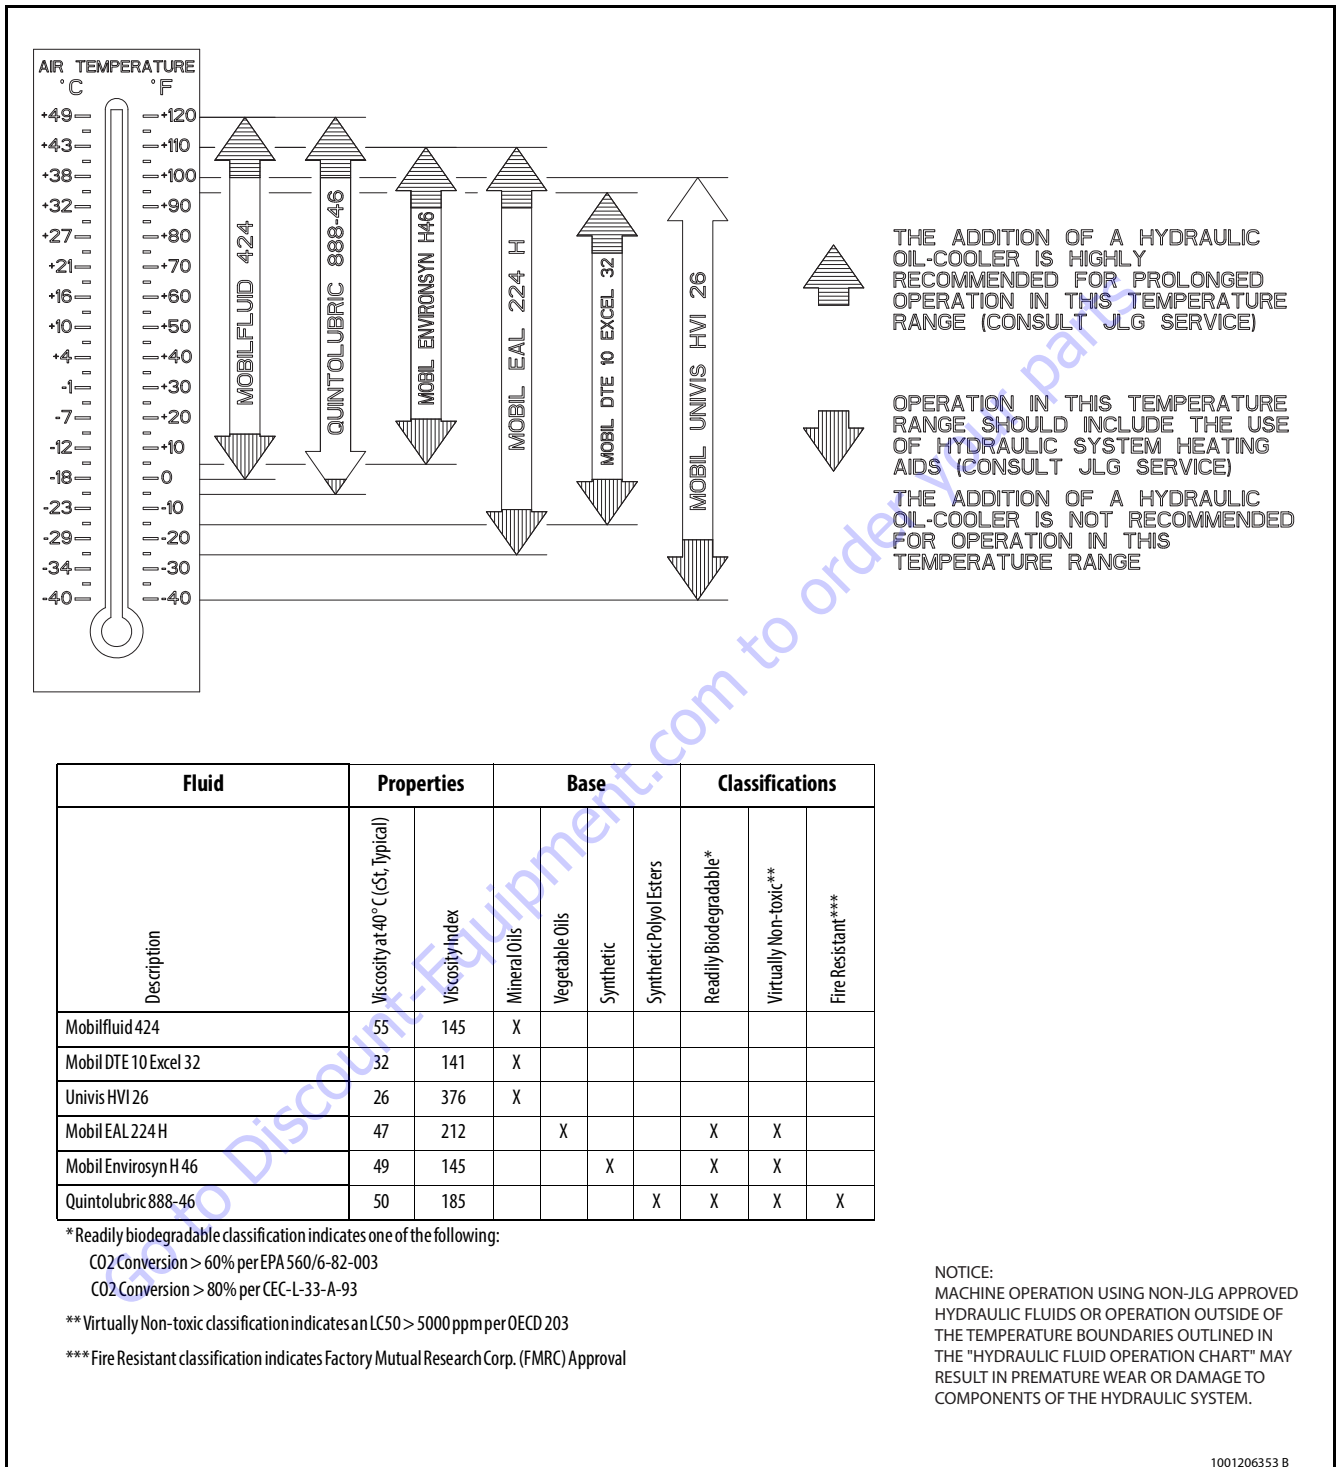 AIR TEMPERATURE
°C °F
+49 +120
+43 +110
+38 +100
+32 +90
+27 +80
+21 +70
+16 +60
+10 +50
+4 +40
-1 +30
-7 +20
-12 +10
-18 0
-23 -10
-29 -20
-34 -30
-40 -40
MOBILFLUID 424
QUINTOLUBRIC 888-46
MOBIL ENVIRONSYN H46
MOBIL EAL 224 H
MOBIL DTE 10 EXCEL 32
MOBIL UNIVIS HVI 26
THE ADDITION OF A HYDRAULIC
OIL-COOLER IS HIGHLY
RECOMMENDED FOR PROLONGED
OPERATION IN THIS TEMPERATURE
RANGE (CONSULT JLG SERVICE)
OPERATION IN THIS TEMPERATURE
RANGE SHOULD INCLUDE THE USE
OF HYDRAULIC SYSTEM HEATING
AIDS (CONSULT JLG SERVICE)
THE ADDITION OF A HYDRAULIC
OIL-COOLER IS NOT RECOMMENDED
FOR OPERATION IN THIS
TEMPERATURE RANGE
Go to Discount-Equipment.com to order your parts
Fluid Properties Base Classifications
Description
Viscosity at 40° C (cSt, Typical)
Viscosity Index
Mineral Oils
Vegetable Oils
Synthetic
Synthetic Polyol Esters
Readily Biodegradable*
Virtually Non-toxic**
Fire Resistant***
Mobilfluid 424 55 145 X
Mobil DTE 10 Excel 32 32 141 X
Univis HVI 26 26 376 X
Mobil EAL 224 H 47 212 X X X
Mobil Envirosyn H 46 49 145 X X X
Quintolubric 888-46 50 185 X X X X
* Readily biodegradable classification indicates one of the following:
CO2 Conversion > 60% per EPA 560/6-82-003
CO2 Conversion > 80% per CEC-L-33-A-93
** Virtually Non-toxic classification indicates an LC50 > 5000 ppm per OECD 203
*** Fire Resistant classification indicates Factory Mutual Research Corp. (FMRC) Approval
NOTICE:
MACHINE OPERATION USING NON-JLG APPROVED
HYDRAULIC FLUIDS OR OPERATION OUTSIDE OF
THE TEMPERATURE BOUNDARIES OUTLINED IN
THE "HYDRAULIC FLUID OPERATION CHART" MAY
RESULT IN PREMATURE WEAR OR DAMAGE TO
COMPONENTS OF THE HYDRAULIC SYSTEM.
1001206353 B